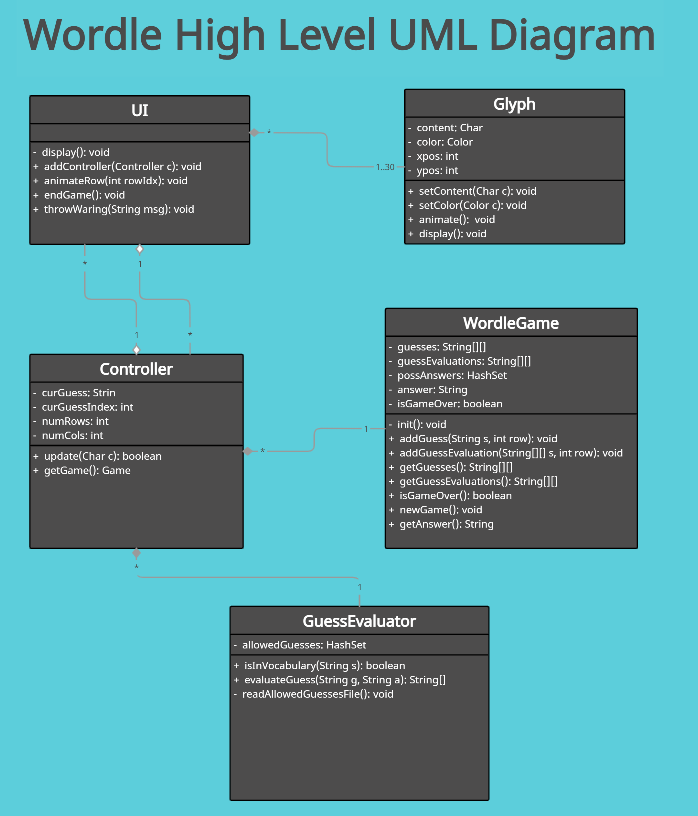 Wordle High Level UML Diagram
UI
- display(): void
+ addController(Controller c): void
+ animateRow(int rowIdx): void
+ endGame(): void
+ throwWaring(String msg): void
*
1..30
Glyph
- content: Char
- color: Color
- xpos: int
- ypos: int
+ setContent(Char c): void
+ setColor(Color c): void
+ animate(): void
+ display(): void
*
1
1
*
Controller
- curGuess: Strin
- curGuessIndex: int
- numRows: int
- numCols: int
+ update(Char c): boolean
+ getGame(): Game
*
1
WordleGame
- guesses: String[][]
- guessEvaluations: String[][]
- possAnswers: HashSet
- answer: String
- isGameOver: boolean
- init(): void
+ addGuess(String s, int row): void
+ addGuessEvaluation(String[][] s, int row): void
+ getGuesses(): String[][]
+ getGuessEvaluations(): String[][]
+ isGameOver(): boolean
+ newGame(): void
+ getAnswer(): String
*
1
GuessEvaluator
- allowedGuesses: HashSet
+ isInVocabulary(String s): boolean
+ evaluateGuess(String g, String a): String[]
- readAllowedGuessesFile(): void